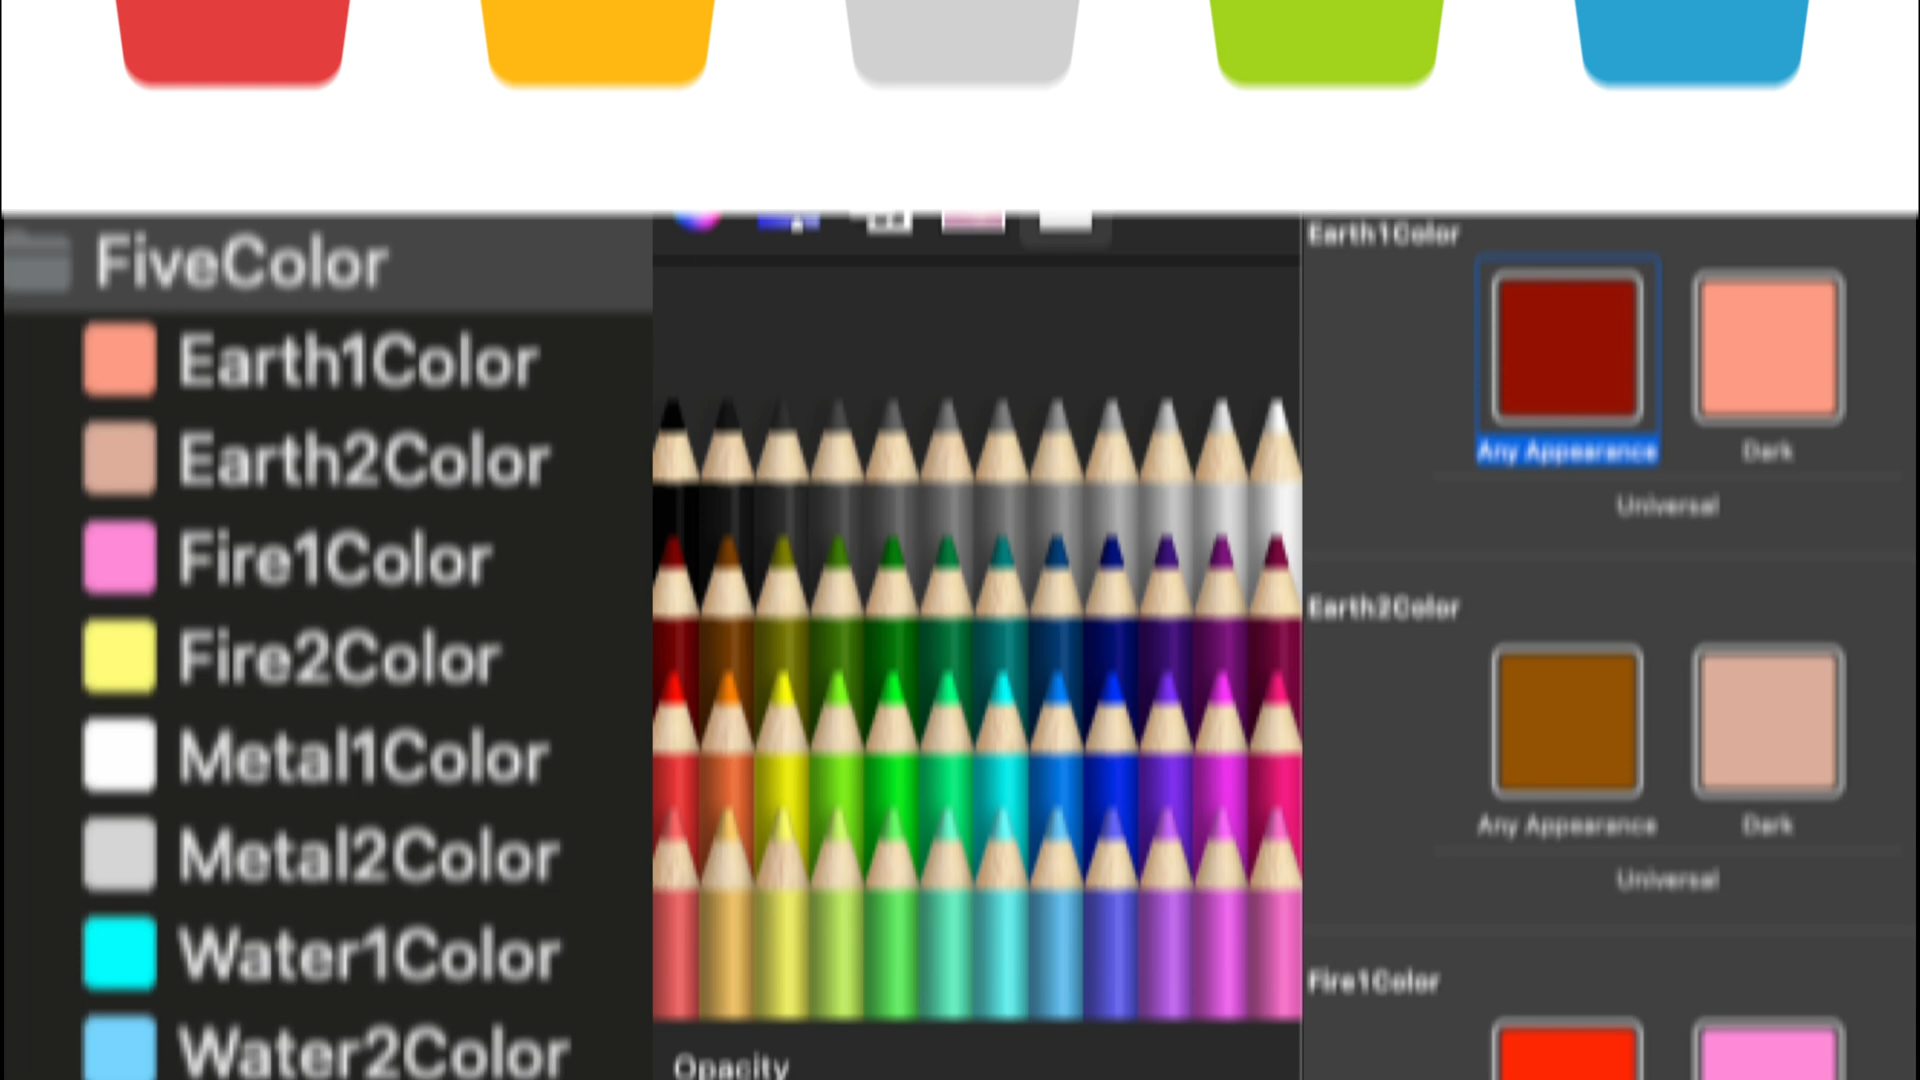 FiveColor
Earth1Color
Earth2Color
Fire1Color
Fire2Color
Metal1Color
Metal2Color
Water1Color
Water2Color
Opacity
Earth1Color
Any Appearance
Dark
Universal
Earth2Color
Any Appearance
Dark
Universal
Fire1Color